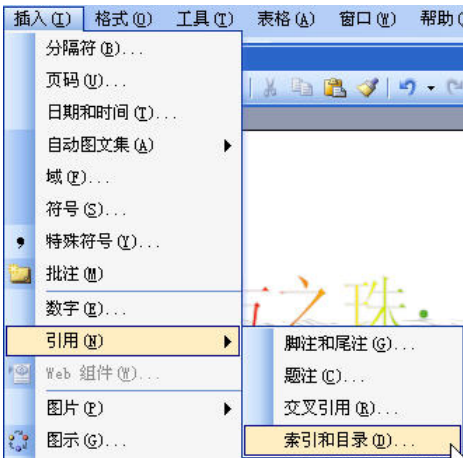 插入(I) 格式(O) 工具(T) 表格(A) 窗口(W) 帮助(
分隔符(B)...
页码(U)...
日期和时间(T)...
自动图文集(A)
域(F)...
符号(S)...
特殊符号(Y)...
批注(M)
数字(E)...
引用(N)
Web 组件(W)...
图片(P)
图示(G)...
之珠
脚注和尾注(G)...
题注(C)...
交叉引用(R)...
索引和目录(D)...